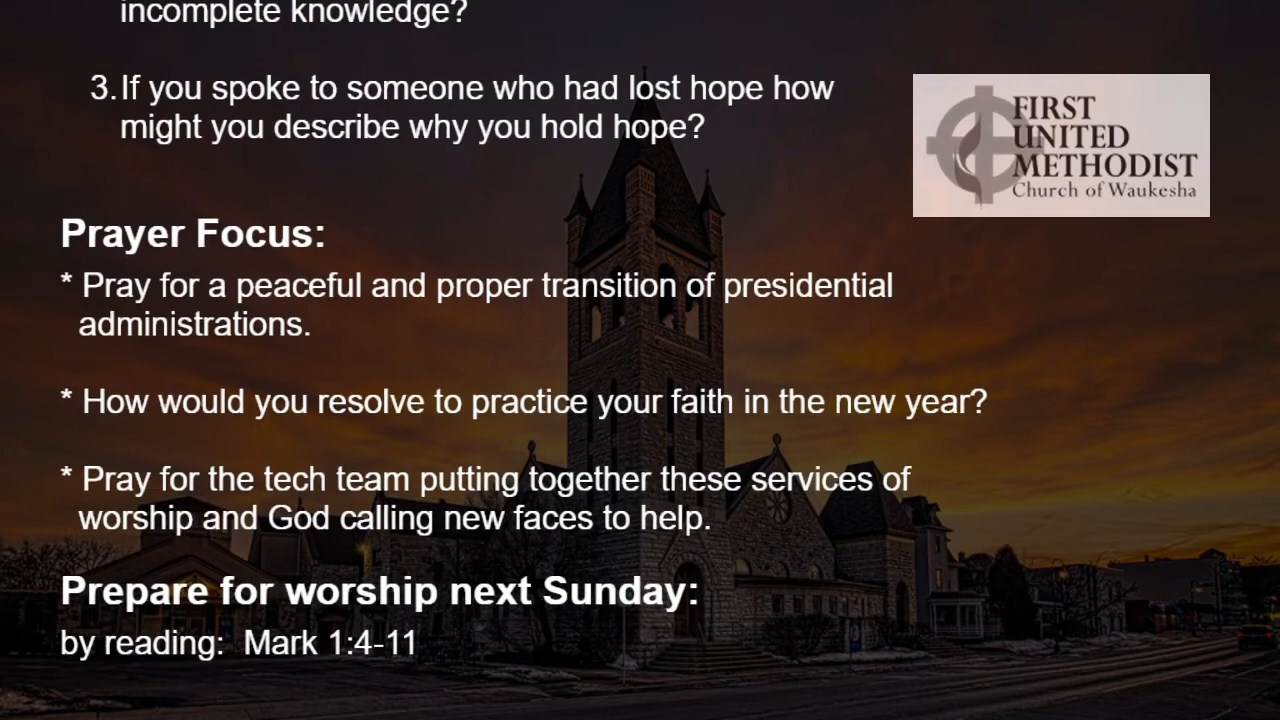 incomplete knowledge?
3. If you spoke to someone who had lost hope how
might you describe why you hold hope?
FIRST
UNITED
METHODIST
Church of Waukesha
Prayer Focus:
* Pray for a peaceful and proper transition of presidential
administrations.
* How would you resolve to practice your faith in the new year?
* Pray for the tech team putting together these services of
worship and God calling new faces to help.
Prepare for worship next Sunday:
by reading: Mark 1:4-11